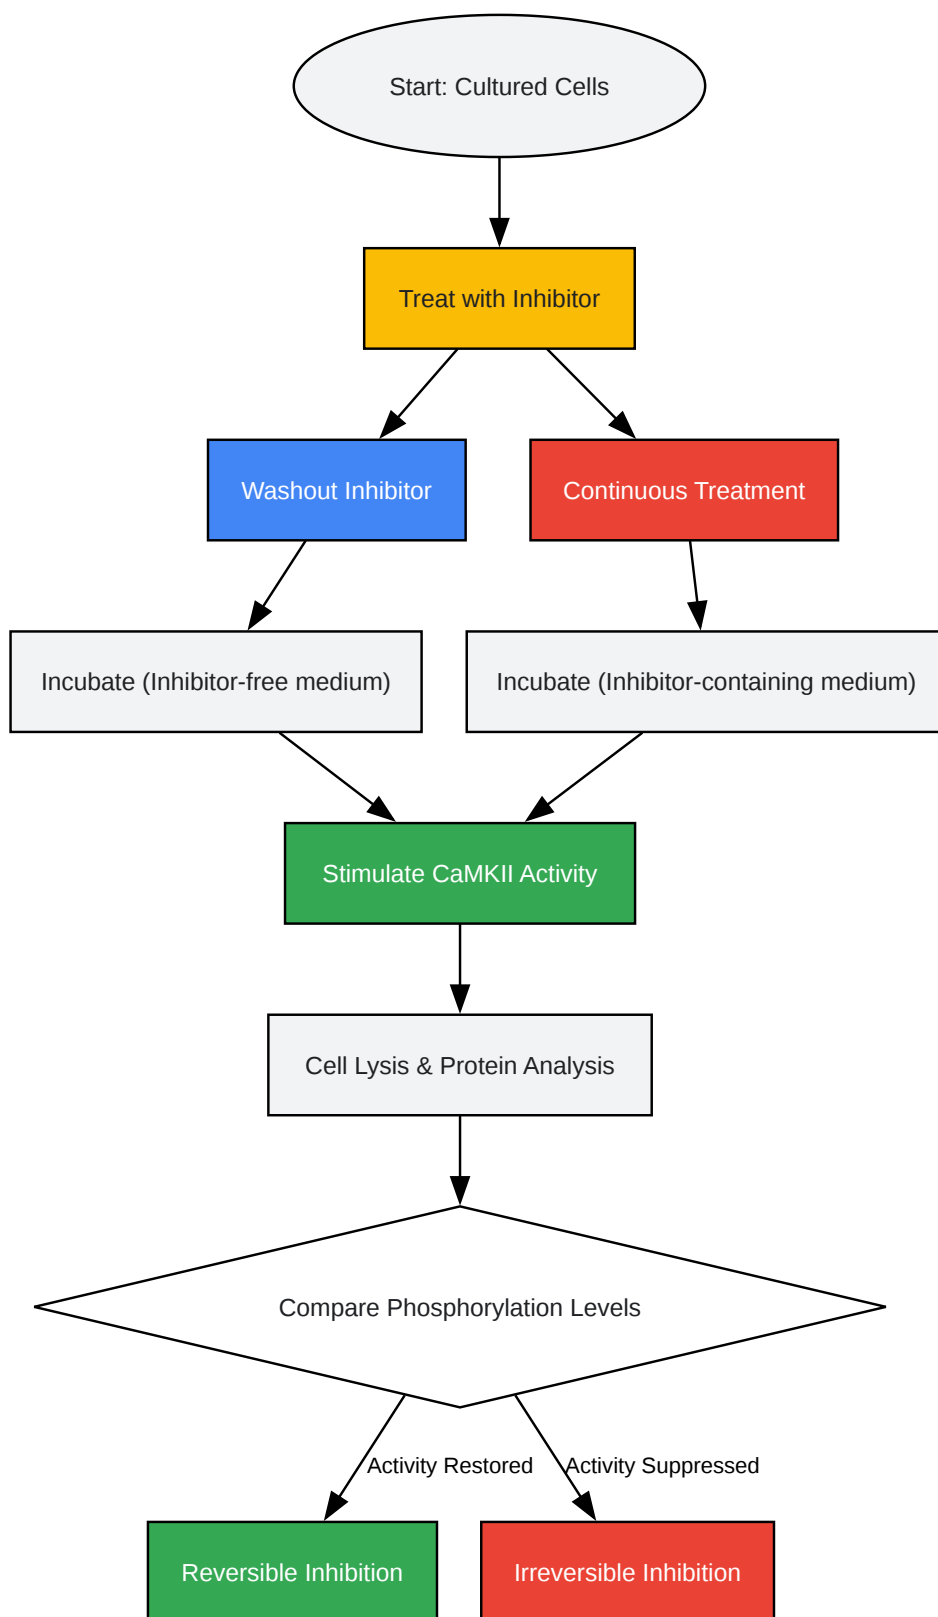 Start: Cultured Cells
Treat with Inhibitor
Washout Inhibitor
Continuous Treatment
Incubate (Inhibitor-free medium)
Incubate (Inhibitor-containing medium)
Stimulate CaMKII Activity
Cell Lysis & Protein Analysis
Compare Phosphorylation Levels
Activity Restored
Activity Suppressed
Reversible Inhibition
Irreversible Inhibition